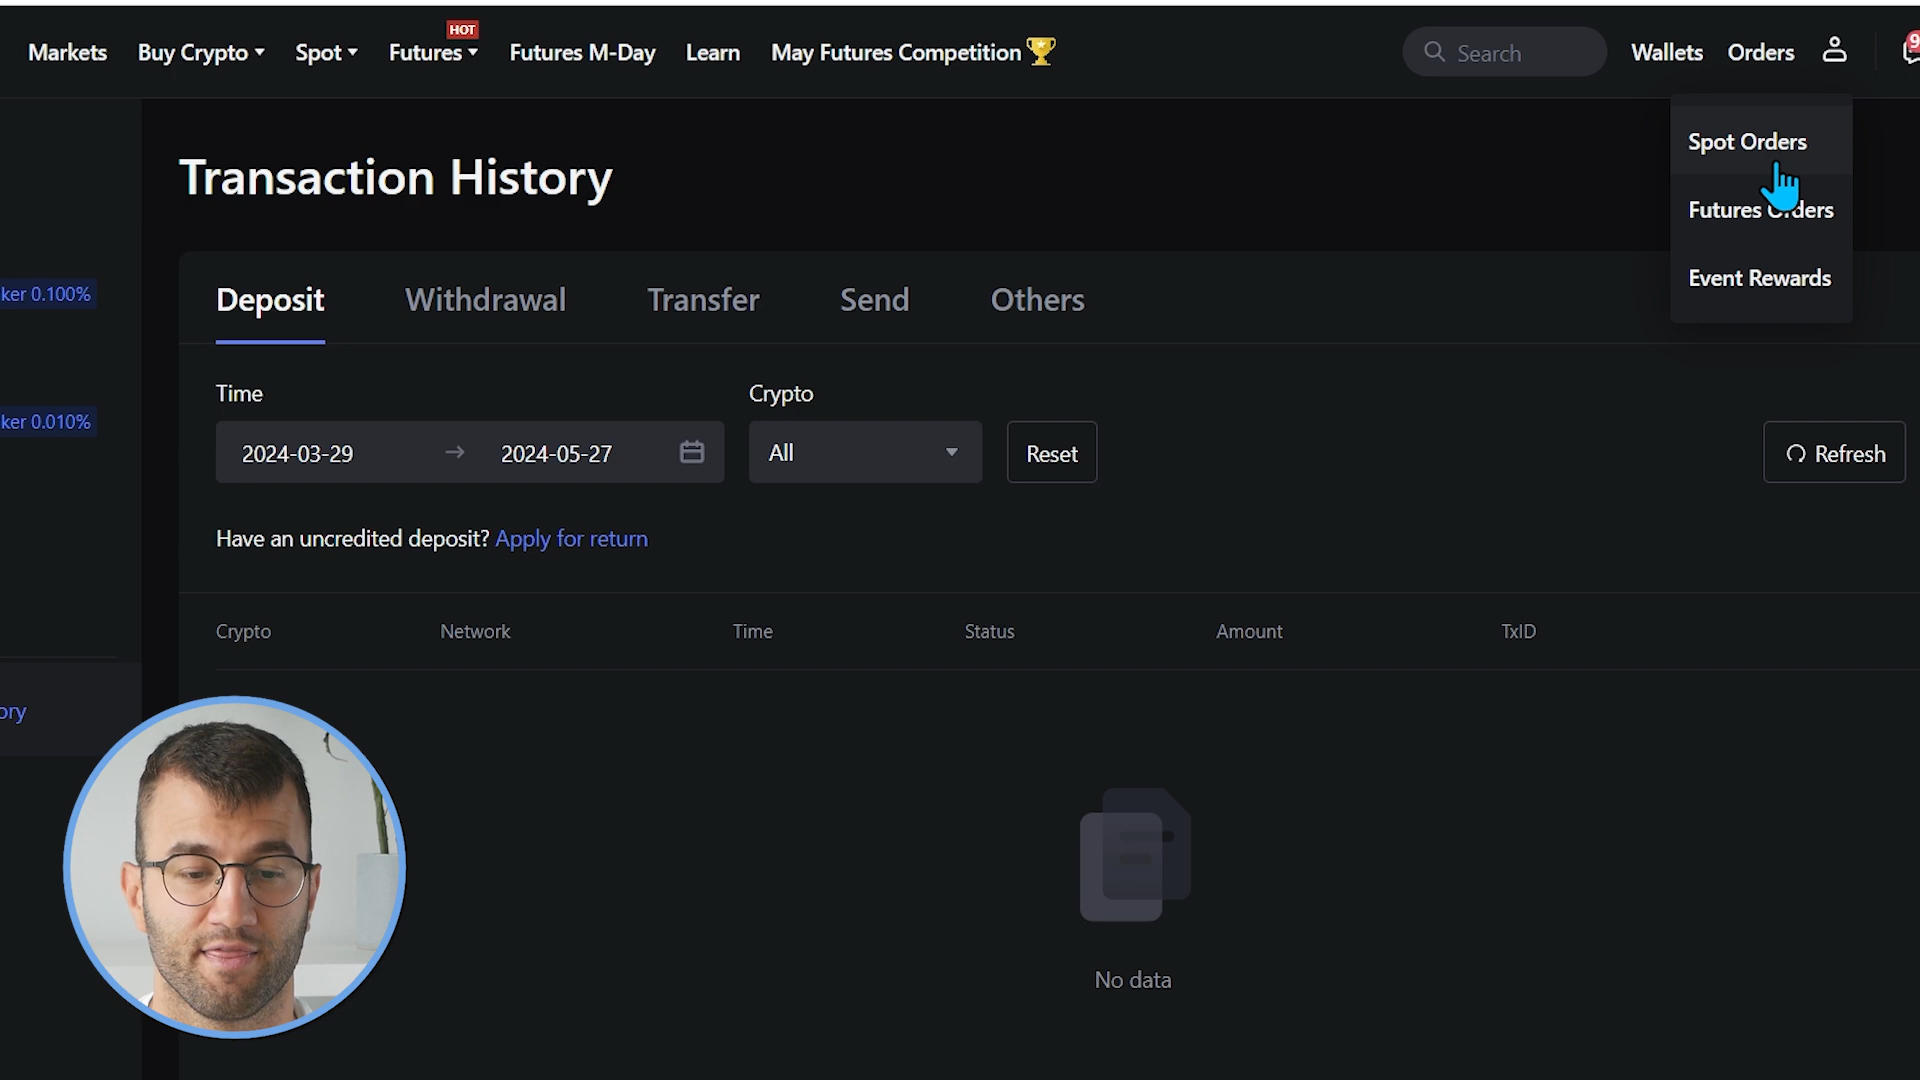 HOT
Markets Buy Crypto Spot Futures Futures M-Day Learn May Futures Competition Search Wallets Orders
9
Spot Orders
Futures Orders
Event Rewards
Transaction History
Deposit Withdrawal Transfer Send Others
ker 0.100%
Time Crypto
ker 0.010%
2024-03-29 → 2024-05-27 All Reset Refresh
Have an uncredited deposit? Apply for return
Crypto Network Time Status Amount TxID
ory
No data